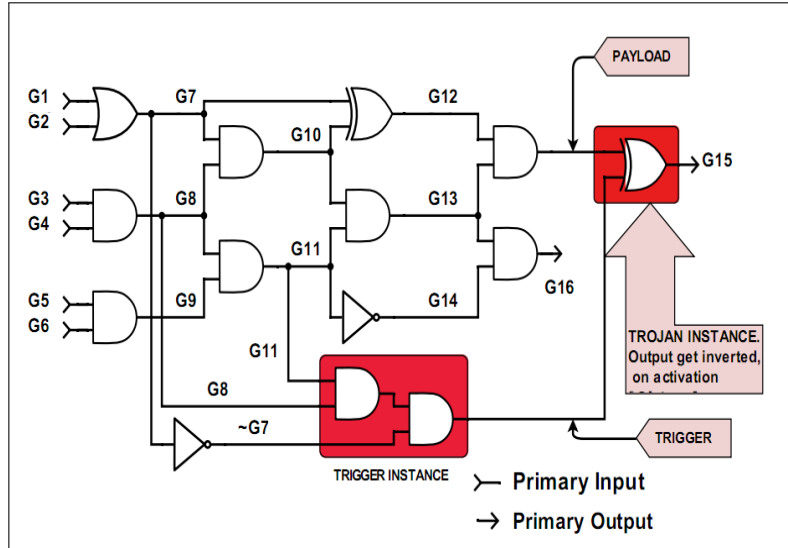 PAYLOAD
G1
G2
G7
G12
G10
G15
G3
G4
G8
G13
G11
G5
G6
G9
G14
G16
G11
G8
~G7
TROJAN INSTANCE.
Output get inverted,
on activation
TRIGGER
TRIGGER INSTANCE
Primary Input
Primary Output